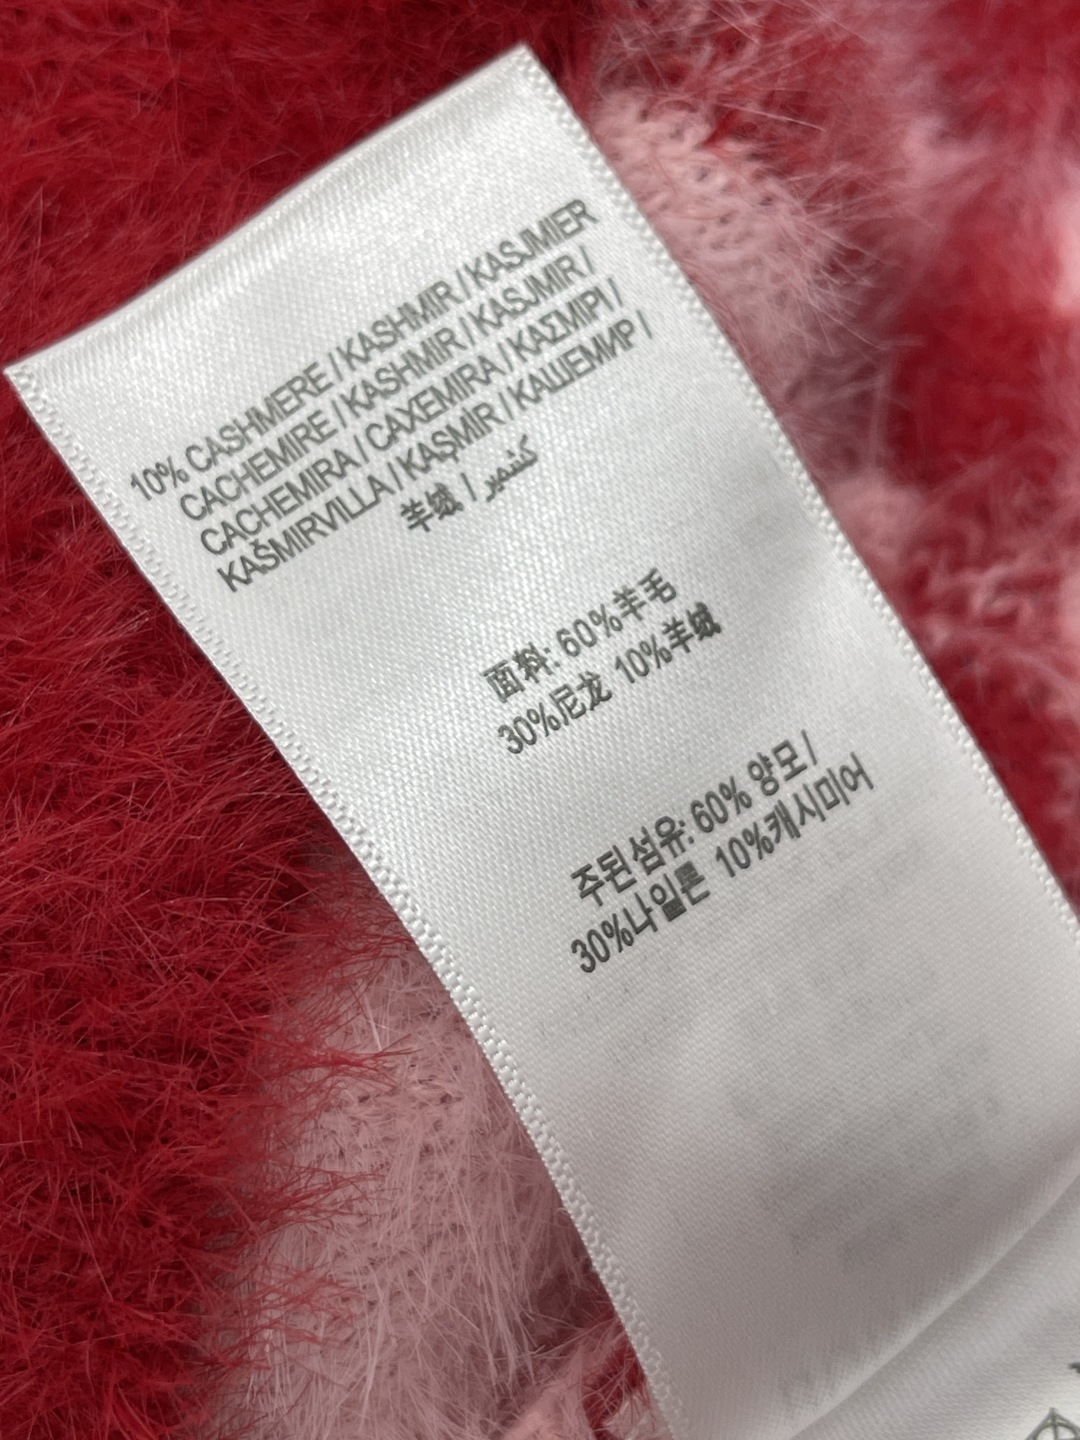 10% CASHMERE / KASHMIR / KASJMIER
CACHEMIRE / KASHMIR / KASJMIR /
CACHEMIRA / CAXEMIRA / ΚΑΣΜΙΡΙ /
KAŠMIRVILLA / KAŞMİR / КАШЕМИР /
羊绒 / كشمير
面料: 60%羊毛
30%尼龙 10%羊绒
주된섬유: 60% 양모 /
30%나일론 10%캐시미어